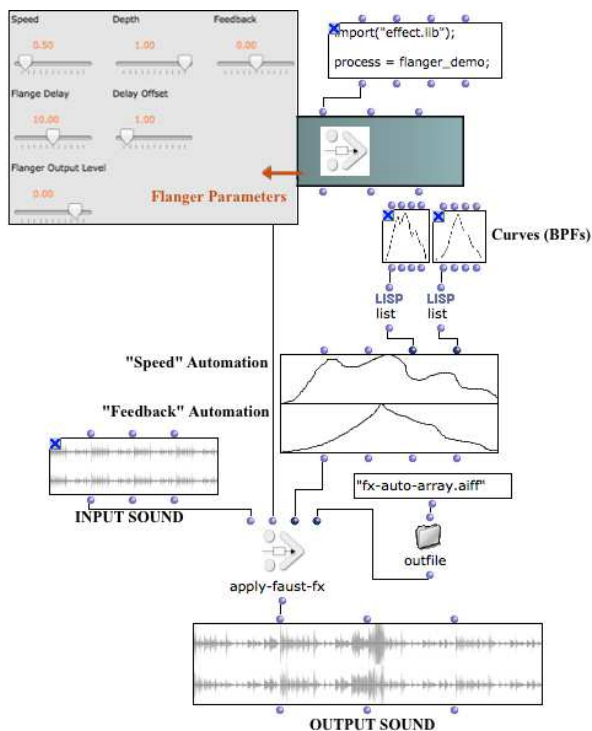 Speed Depth Feedback
0.50 1.00 0.00
Flange Delay Delay Offset
10.00 1.00
Flanger Output Level
0.00
import("effect.lib");
process = flanger_demo;
Flanger Parameters
Curves (BPFs)
LISP LISP
list list
"Speed" Automation
"Feedback" Automation
"fx-auto-array.aiff"
INPUT SOUND
outfile
apply-faust-fx
OUTPUT SOUND